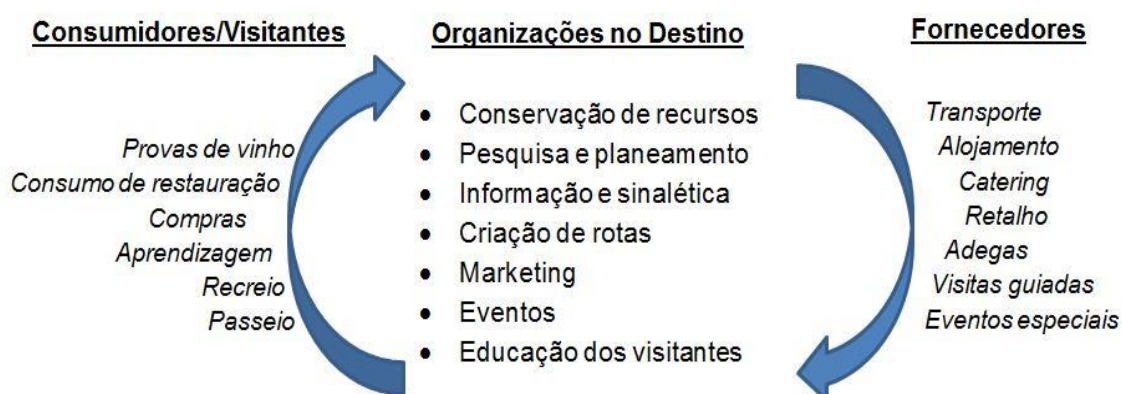 Consumidores/Visitantes
Provas de vinho
Consumo de restauração
Compras
Aprendizagem
Recreio
Passeio
Organizações no Destino
• Conservação de recursos
• Pesquisa e planeamento
• Informação e sinalética
• Criação de rotas
• Marketing
• Eventos
• Educação dos visitantes
Fornecedores
Transporte
Alojamento
Catering
Retalho
Adegas
Visitas guiadas
Eventos especiais